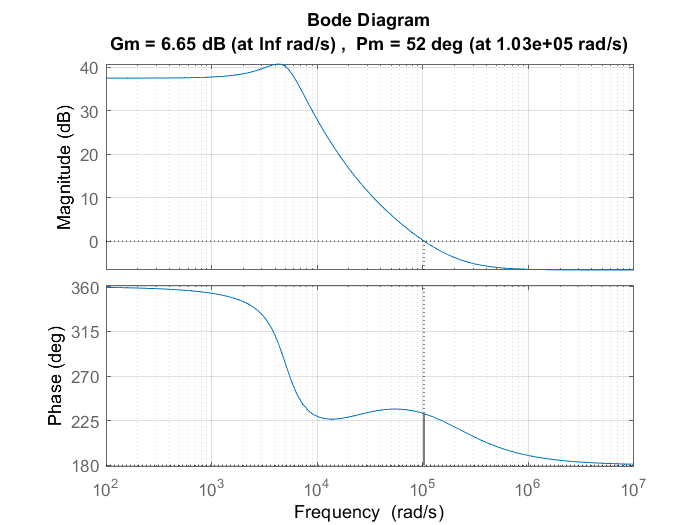 Bode Diagram
Gm = 6.65 dB (at Inf rad/s) ,  Pm = 52 deg (at 1.03e+05 rad/s)
Magnitude (dB)
40
30
20
10
0
Phase (deg)
360
315
270
225
180
10^2 10^3 10^4 10^5 10^6 10^7
Frequency  (rad/s)